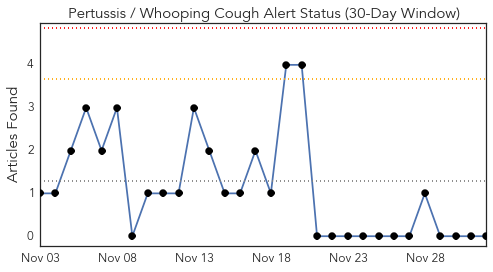 Pertussis / Whooping Cough Alert Status (30-Day Window)
Articles Found
4
3
2
1
0
Nov 03 Nov 08 Nov 13 Nov 18 Nov 23 Nov 28